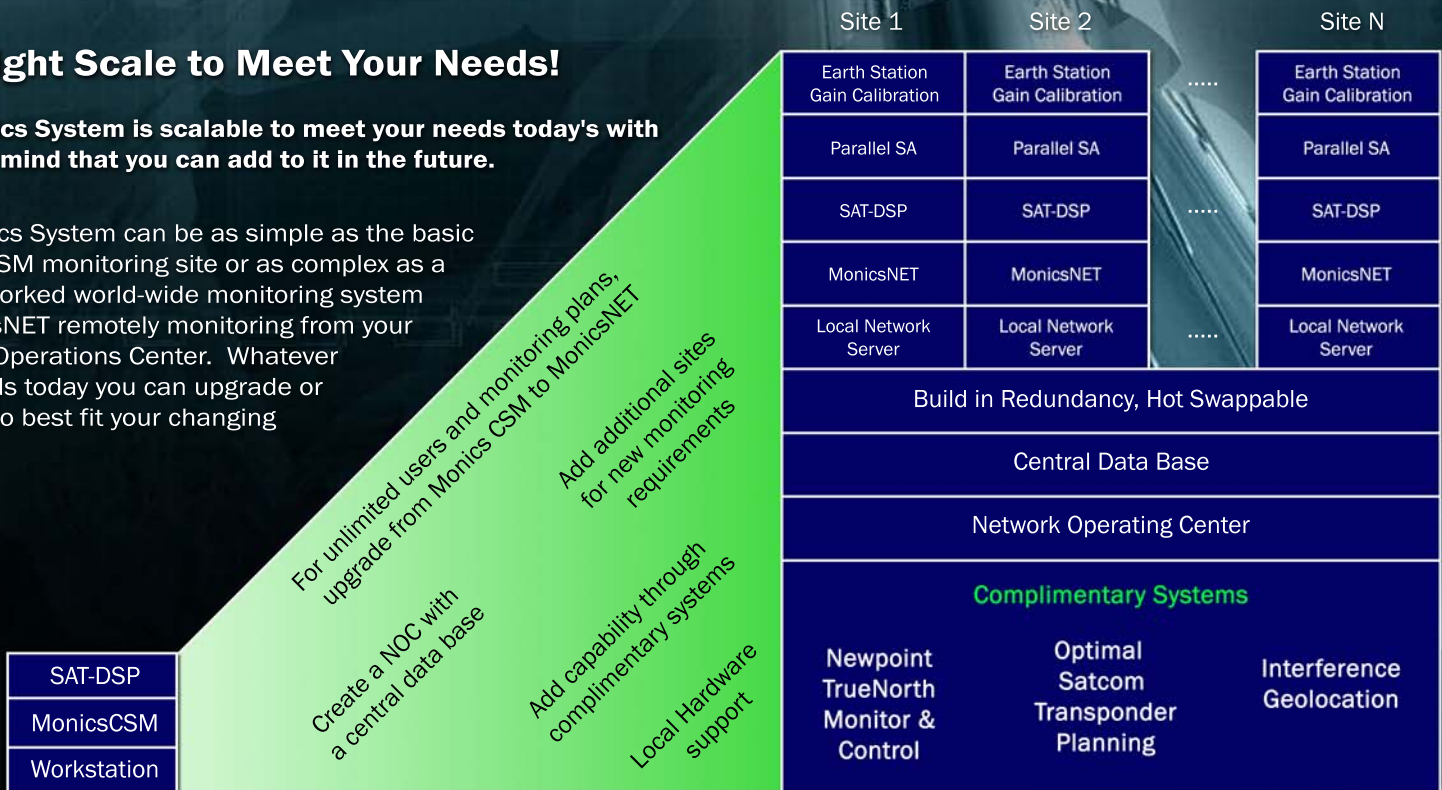 ght Scale to Meet Your Needs!
cs System is scalable to meet your needs today's with
mind that you can add to it in the future.
cs System can be as simple as the basic
SM monitoring site or as complex as a
orked world-wide monitoring system
sNET remotely monitoring from your
Operations Center. Whatever
ls today you can upgrade or
o best fit your changing
For unlimited users and monitoring plans,
upgrade from Monics CSM to MonicsNET
Add additional sites
for new monitoring
requirements
Create a NOC with
a central data base
Add capability through
complimentary systems
Local Hardware
support
SAT-DSP
MonicsCSM
Workstation
Site 1
Site 2
Site N
Earth Station
Gain Calibration
Earth Station
Gain Calibration
.....
Earth Station
Gain Calibration
Parallel SA
Parallel SA
Parallel SA
SAT-DSP
SAT-DSP
.....
SAT-DSP
MonicsNET
MonicsNET
MonicsNET
Local Network
Server
Local Network
Server
.....
Local Network
Server
Build in Redundancy, Hot Swappable
Central Data Base
Network Operating Center
Complimentary Systems
Newpoint
TrueNorth
Monitor &
Control
Optimal
Satcom
Transponder
Planning
Interference
Geolocation